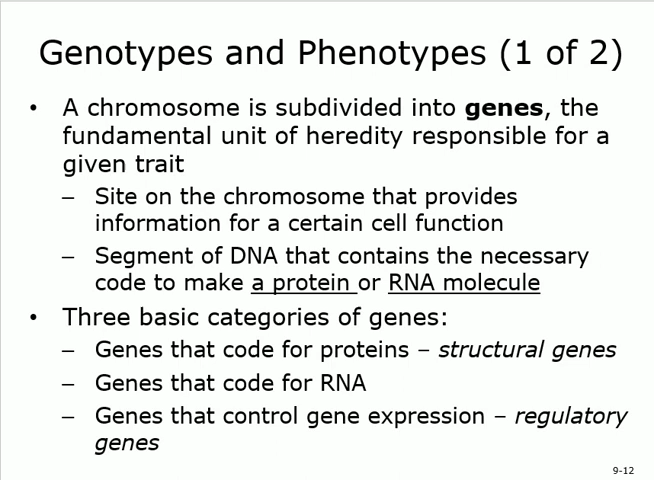 Genotypes and Phenotypes (1 of 2)
• A chromosome is subdivided into genes, the
fundamental unit of heredity responsible for a
given trait
– Site on the chromosome that provides
information for a certain cell function
– Segment of DNA that contains the necessary
code to make a protein or RNA molecule
• Three basic categories of genes:
– Genes that code for proteins – structural genes
– Genes that code for RNA
– Genes that control gene expression – regulatory
genes
9-12